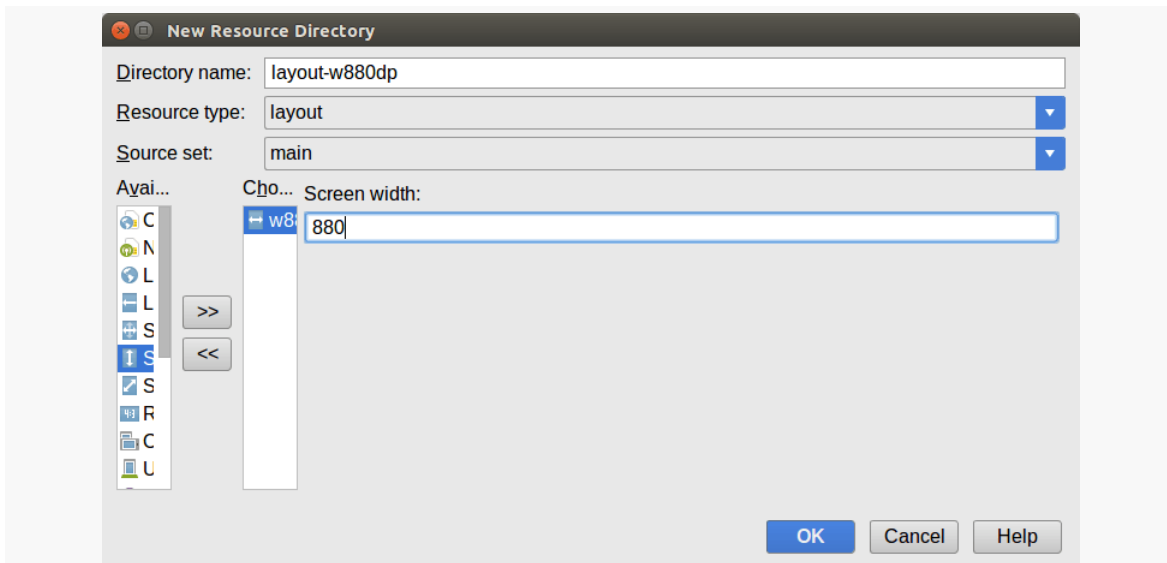 New Resource Directory
Directory name: layout-w880dp
Resource type: layout
Source set: main
Avai... Cho... Screen width:
C w88 880
N
L
L
S
S
S
R
C
U
>>
<<
OK Cancel Help